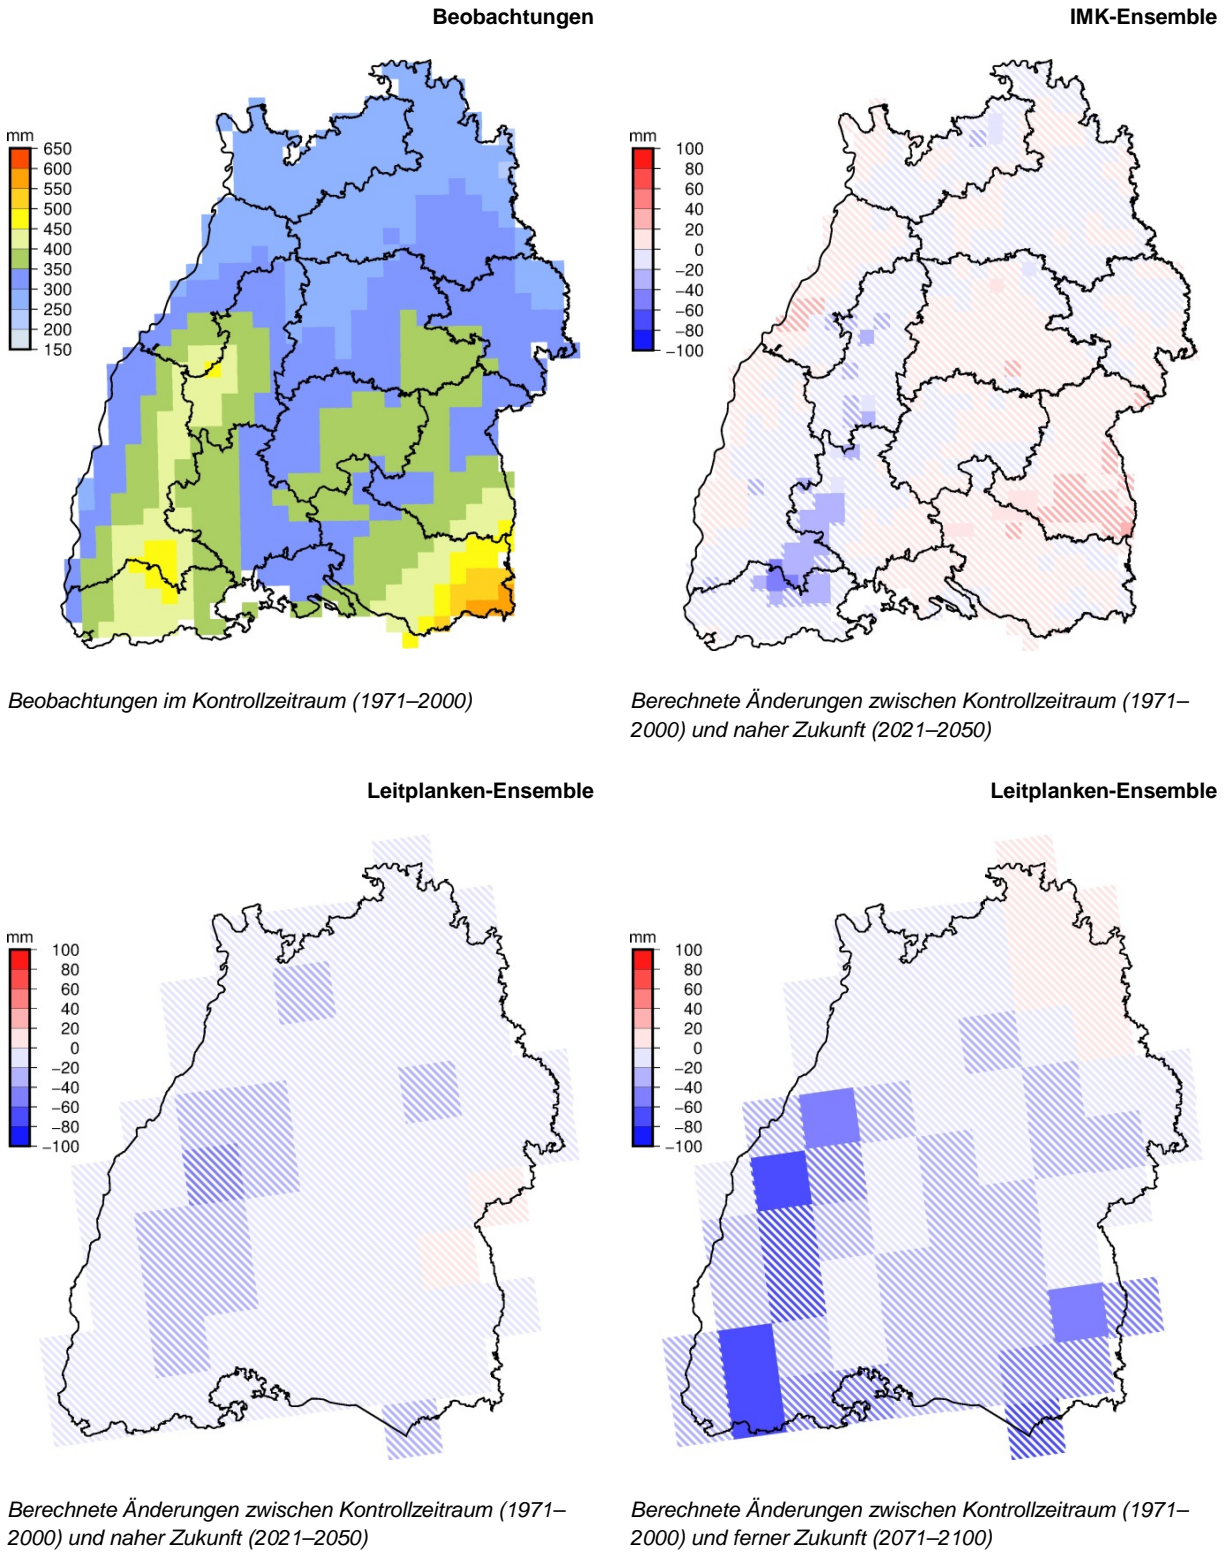 Beobachtungen
IMK-Ensemble
mm
650
600
550
500
450
400
350
300
250
200
150
mm
100
80
60
40
20
0
−20
−40
−60
−80
−100
Beobachtungen im Kontrollzeitraum (1971–2000)
Berechnete Änderungen zwischen Kontrollzeitraum (1971–
2000) und naher Zukunft (2021–2050)
Leitplanken-Ensemble
Leitplanken-Ensemble
mm
100
80
60
40
20
0
−20
−40
−60
−80
−100
mm
100
80
60
40
20
0
−20
−40
−60
−80
−100
Berechnete Änderungen zwischen Kontrollzeitraum (1971–
2000) und naher Zukunft (2021–2050)
Berechnete Änderungen zwischen Kontrollzeitraum (1971–
2000) und ferner Zukunft (2071–2100)